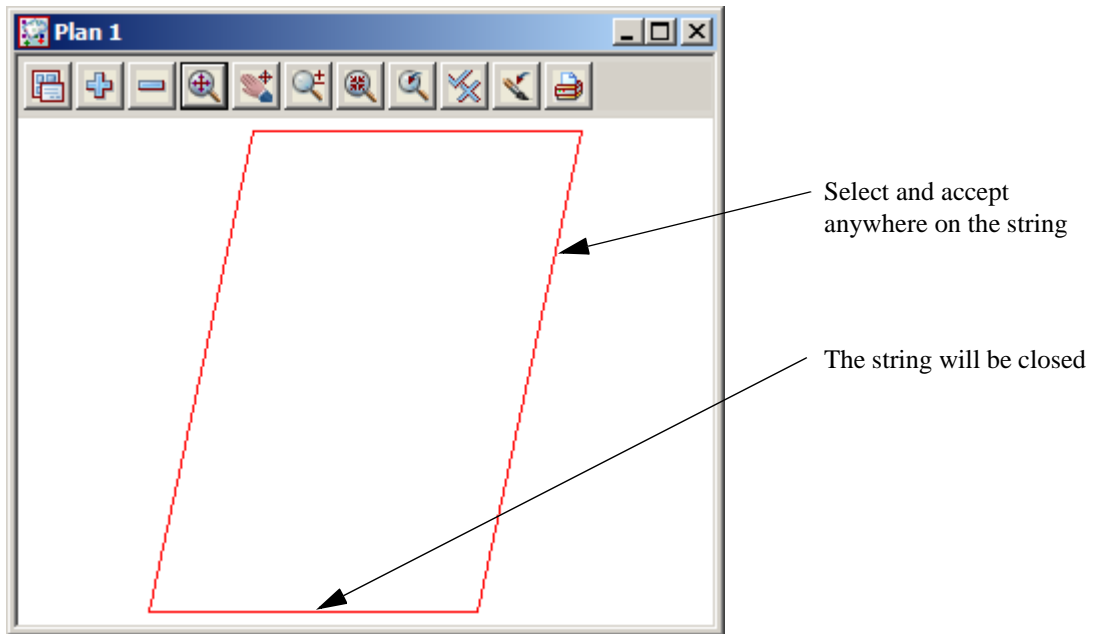 Plan 1
Select and accept
anywhere on the string
The string will be closed